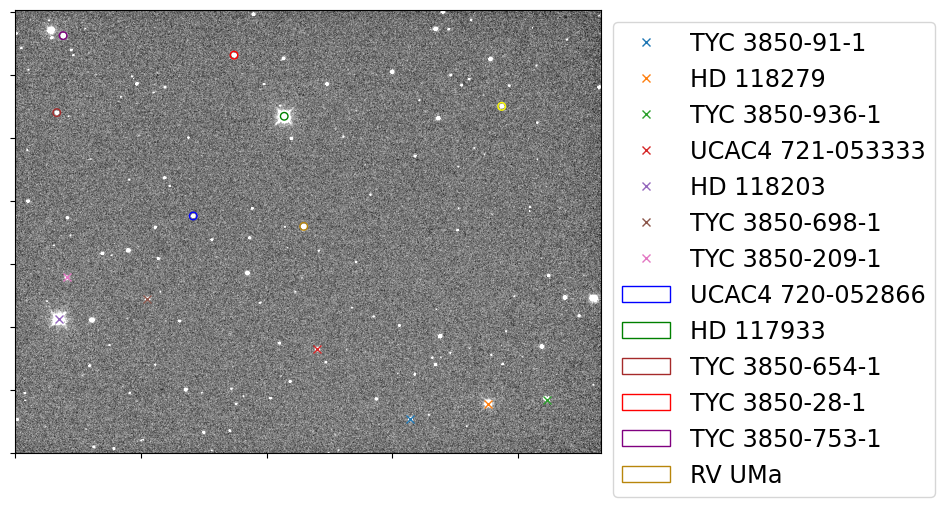 TYC 3850-91-1
HD 118279
TYC 3850-936-1
UCAC4 721-053333
HD 118203
TYC 3850-698-1
TYC 3850-209-1
UCAC4 720-052866
HD 117933
TYC 3850-654-1
TYC 3850-28-1
TYC 3850-753-1
RV UMa